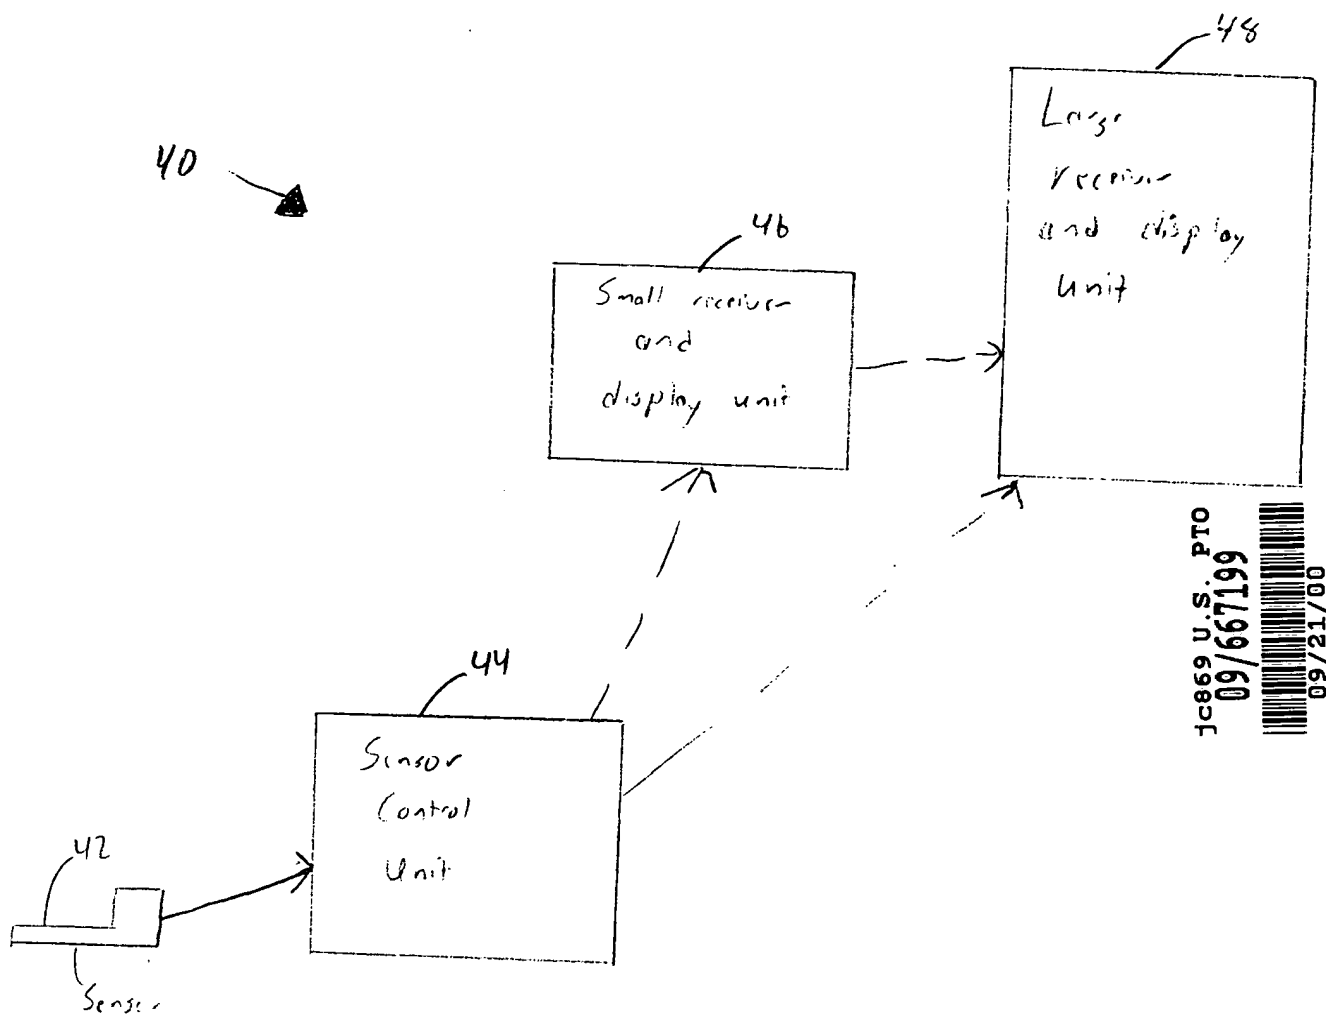 48
Large
receiver
and display
unit
40
46
Small receiver
and
display unit
44
Sensor
Control
Unit
42
Sensor
jc869 U.S. PTO
09/667199
09/21/00